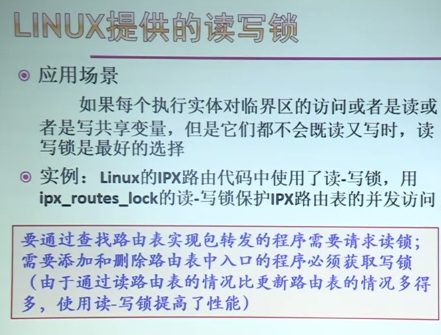 LINUX提供的读写锁
应用场景
如果每个执行实体对临界区的访问或者是读或
者是写共享变量，但是它们都不会既读又写时，读
写锁是最好的选择
实例：Linux的IPX路由代码中使用了读-写锁，用
ipx_routes_lock的读-写锁保护IPX路由表的并发访问
要通过查找路由表实现包转发的程序需要请求读锁；
需要添加和删除路由表中入口的程序必须获取写锁
（由于通过读路由表的情况比更新路由表的情况多得
多，使用读-写锁提高了性能）